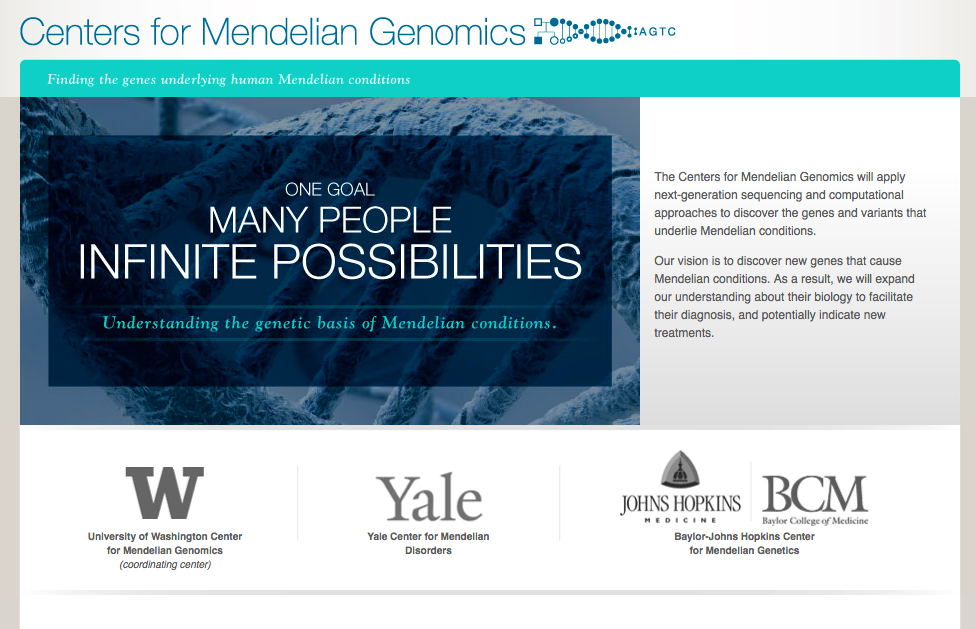 Centers for Mendelian Genomics AGTC
Finding the genes underlying human Mendelian conditions
ONE GOAL
MANY PEOPLE
INFINITE POSSIBILITIES
Understanding the genetic basis of Mendelian conditions.
The Centers for Mendelian Genomics will apply
next-generation sequencing and computational
approaches to discover the genes and variants that
underlie Mendelian conditions.
Our vision is to discover new genes that cause
Mendelian conditions. As a result, we will expand
our understanding about their biology to facilitate
their diagnosis, and potentially indicate new
treatments.
W
University of Washington Center
for Mendelian Genomics
(coordinating center)
Yale
Yale Center for Mendelian
Disorders
JOHNS HOPKINS
MEDICINE
BCM
Baylor College of Medicine
Baylor-Johns Hopkins Center
for Mendelian Genetics